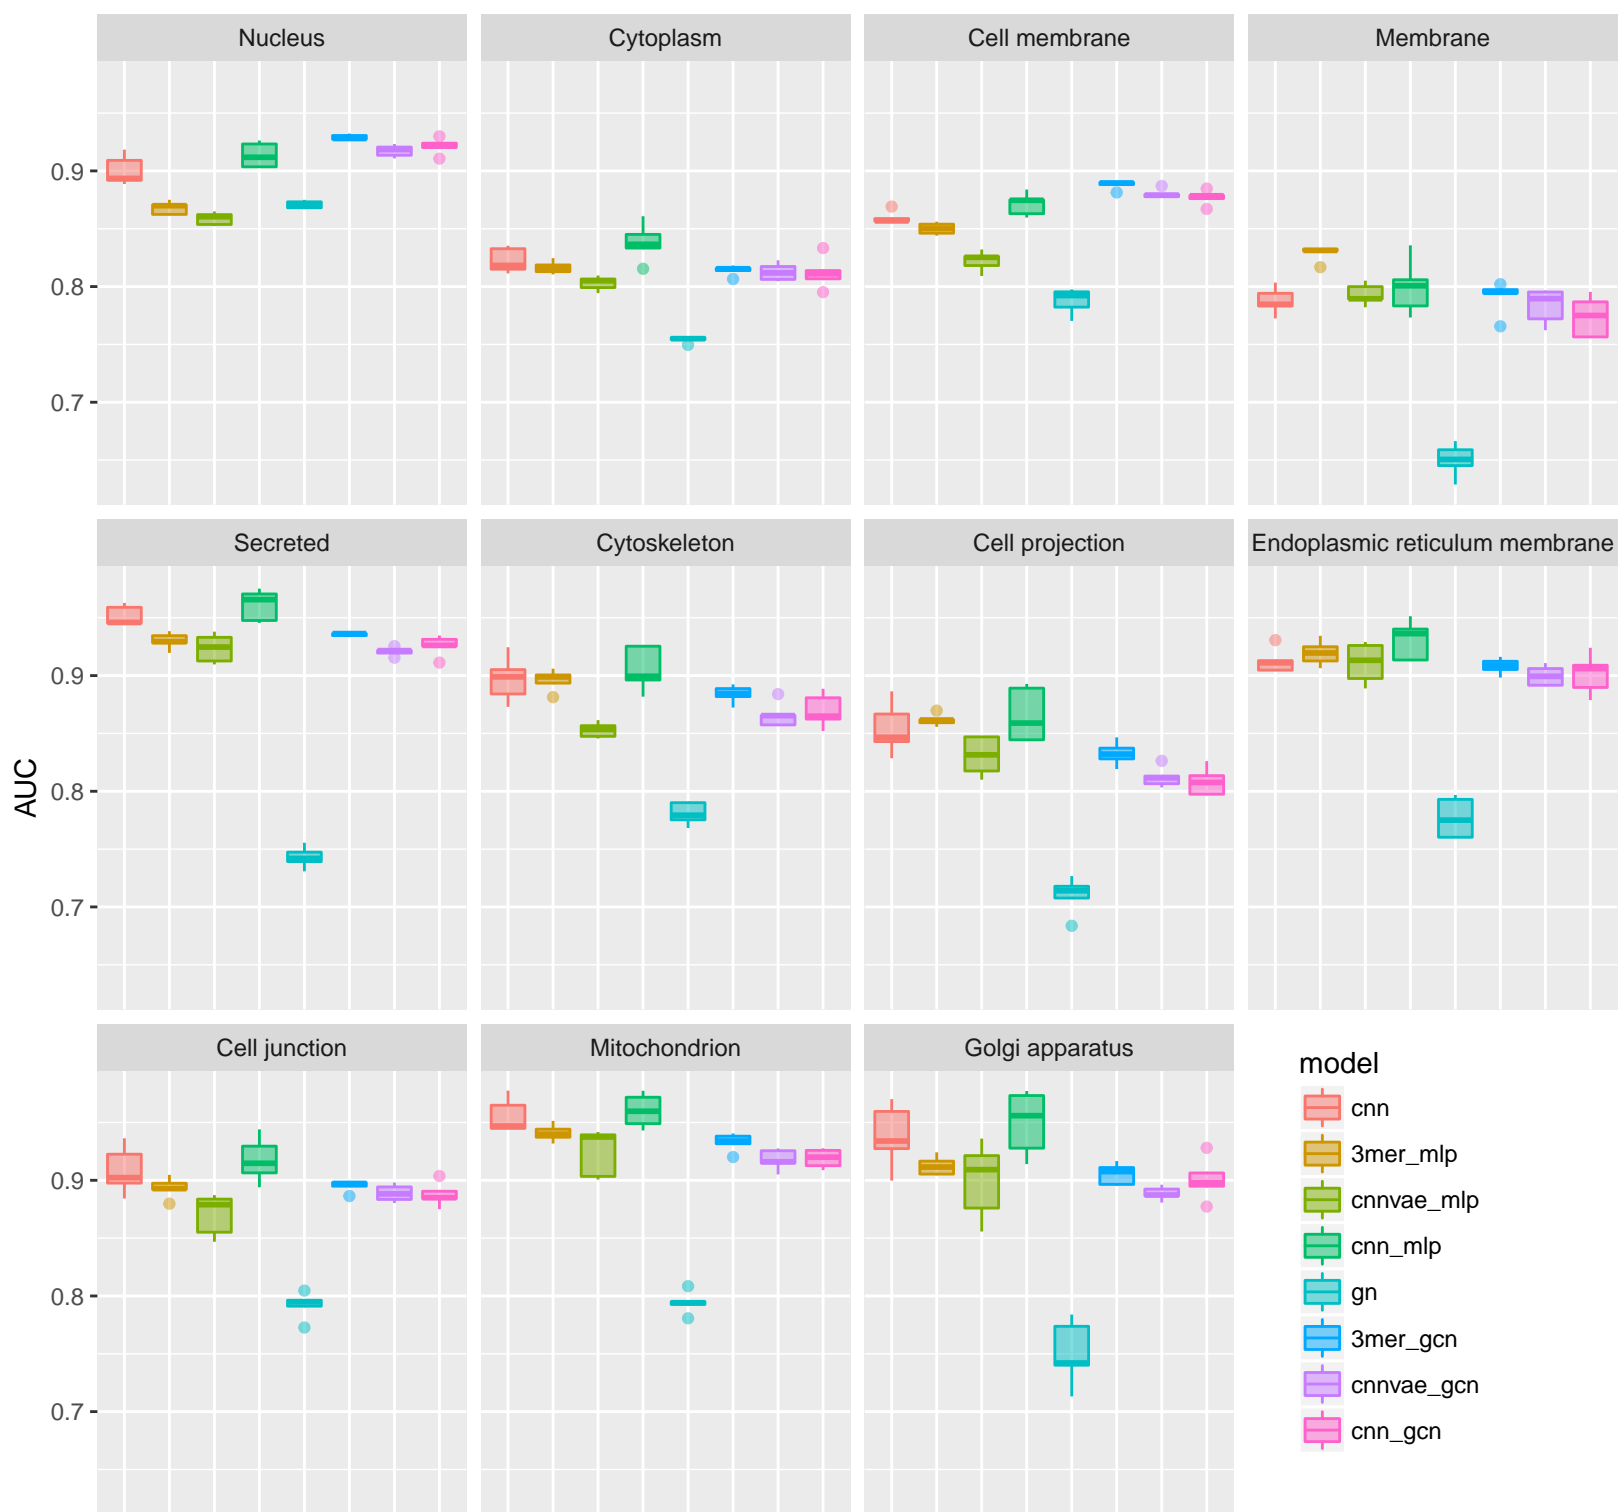 Nucleus
Cytoplasm
Cell membrane
Membrane
0.9
0.8
0.7
Secreted
Cytoskeleton
Cell projection
Endoplasmic reticulum membrane
0.9
0.8
0.7
AUC
Cell junction
Mitochondrion
Golgi apparatus
0.9
0.8
0.7
model
cnn
3mer_mlp
cnnvae_mlp
cnn_mlp
gn
3mer_gcn
cnnvae_gcn
cnn_gcn